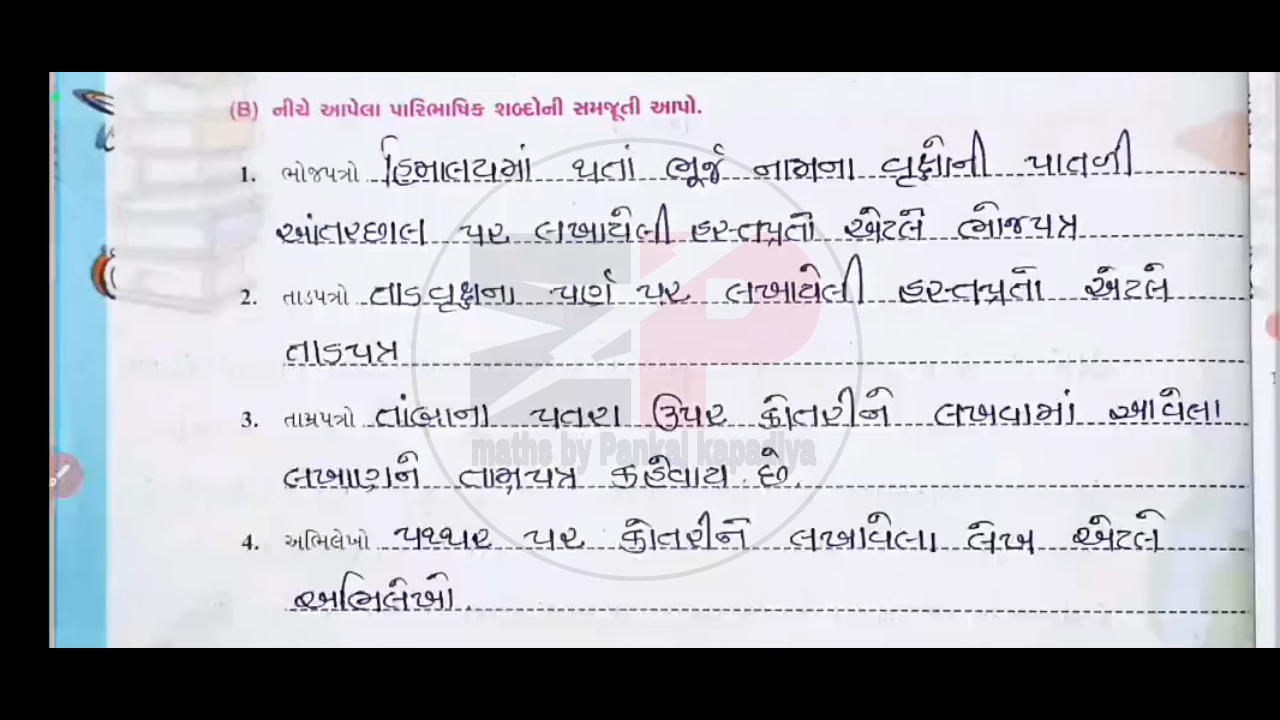 (B) નીચે આપેલા પારિભાષિક શબ્દોની સમજૂતી આપો.
1. ભોજપત્રો હિમાલયમાં થતાં ભૂર્જ નામના વૃક્ષોની પાતળી
આંતરછાલ પર લખાયેલી હસ્તપ્રતો એટલે ભોજપત્ર
2. તાડપત્રો તાડવૃક્ષના પર્ણ પર લખાયેલી હસ્તપ્રતો એટલે
તાડપત્ર
3. તામ્રપત્રો તાંબાના પતરા ઉપર કોતરીને લખવામાં આવેલા
maths by Pankaj kapadiya
લખાણને તામ્રપત્ર કહેવાય છે.
4. અભિલેખો પથ્થર પર કોતરીને લખાવેલા લેખ એટલે
અભિલેખો.